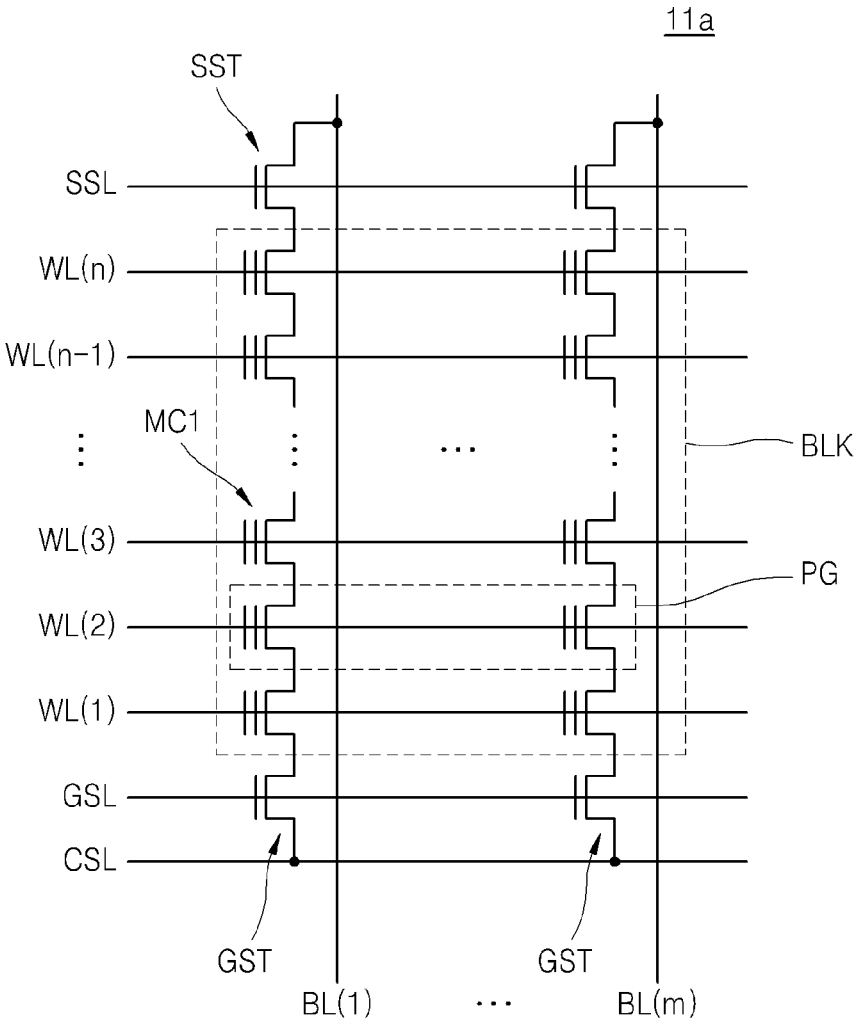 11a
SST
SSL
WL(n)
WL(n-1)
MC1
BLK
WL(3)
PG
WL(2)
WL(1)
GSL
CSL
GST
GST
BL(1)
...
BL(m)